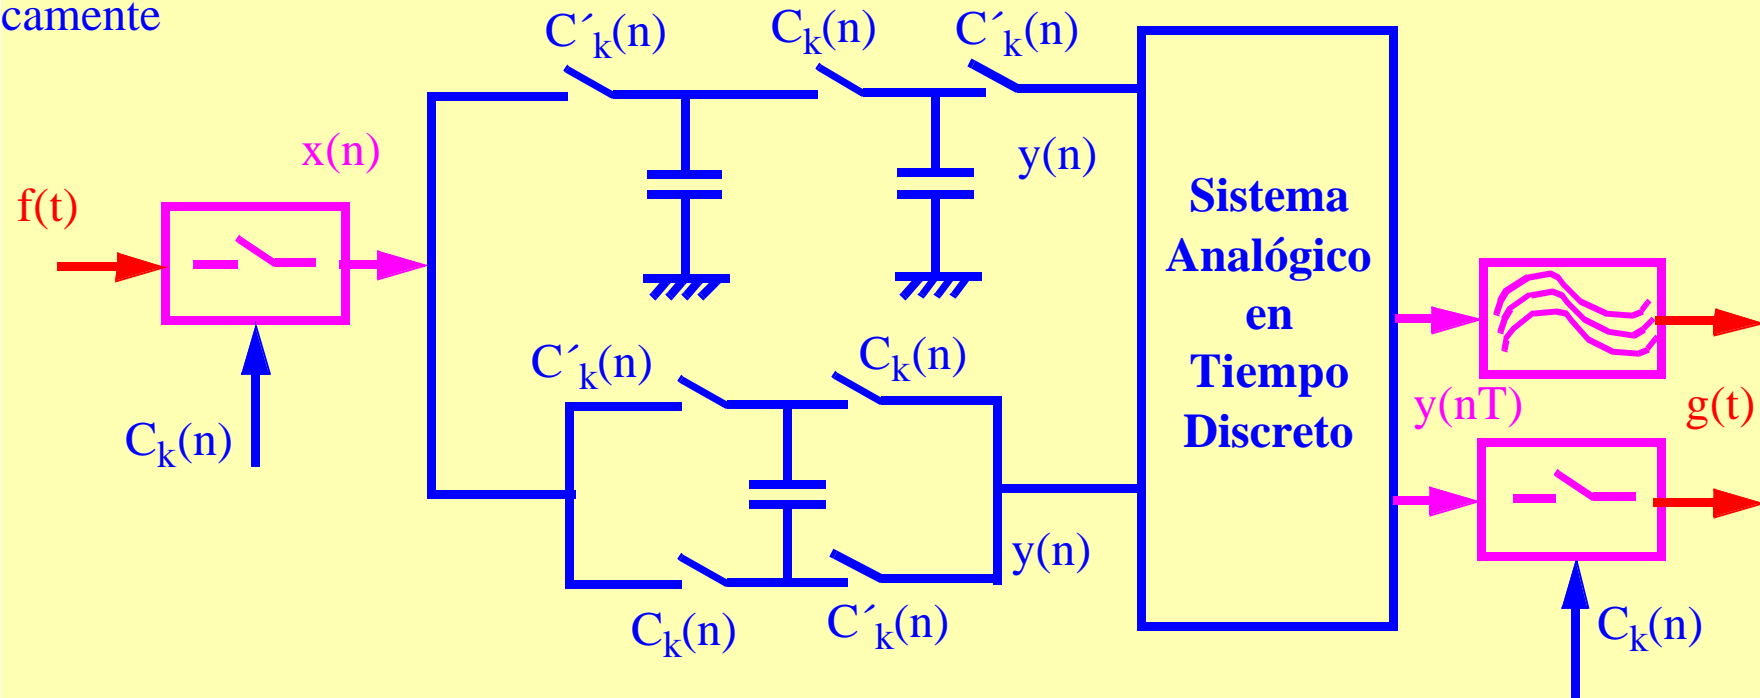 camente
C´k(n)
Ck(n)
C´k(n)
x(n)
y(n)
f(t)
Sistema
Analógico
en
Tiempo
Discreto
C´k(n)
Ck(n)
y(nT)
g(t)
Ck(n)
y(n)
Ck(n)
C´k(n)
Ck(n)